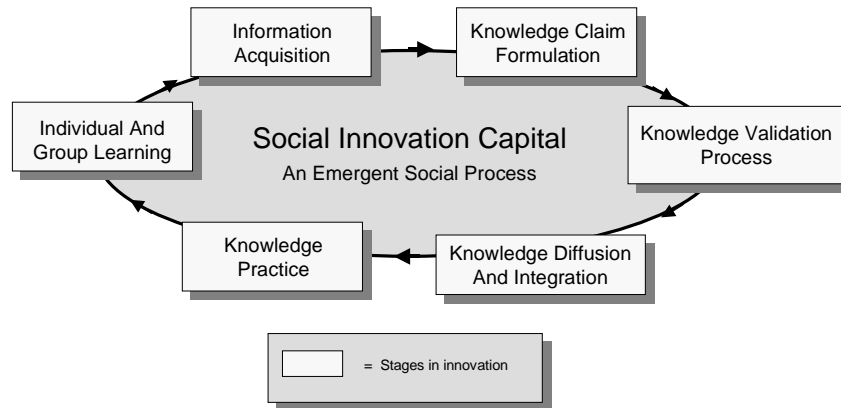 Information
Acquisition
Knowledge Claim
Formulation
Individual And
Group Learning
Social Innovation Capital
An Emergent Social Process
Knowledge Validation
Process
Knowledge
Practice
Knowledge Diffusion
And Integration
= Stages in innovation